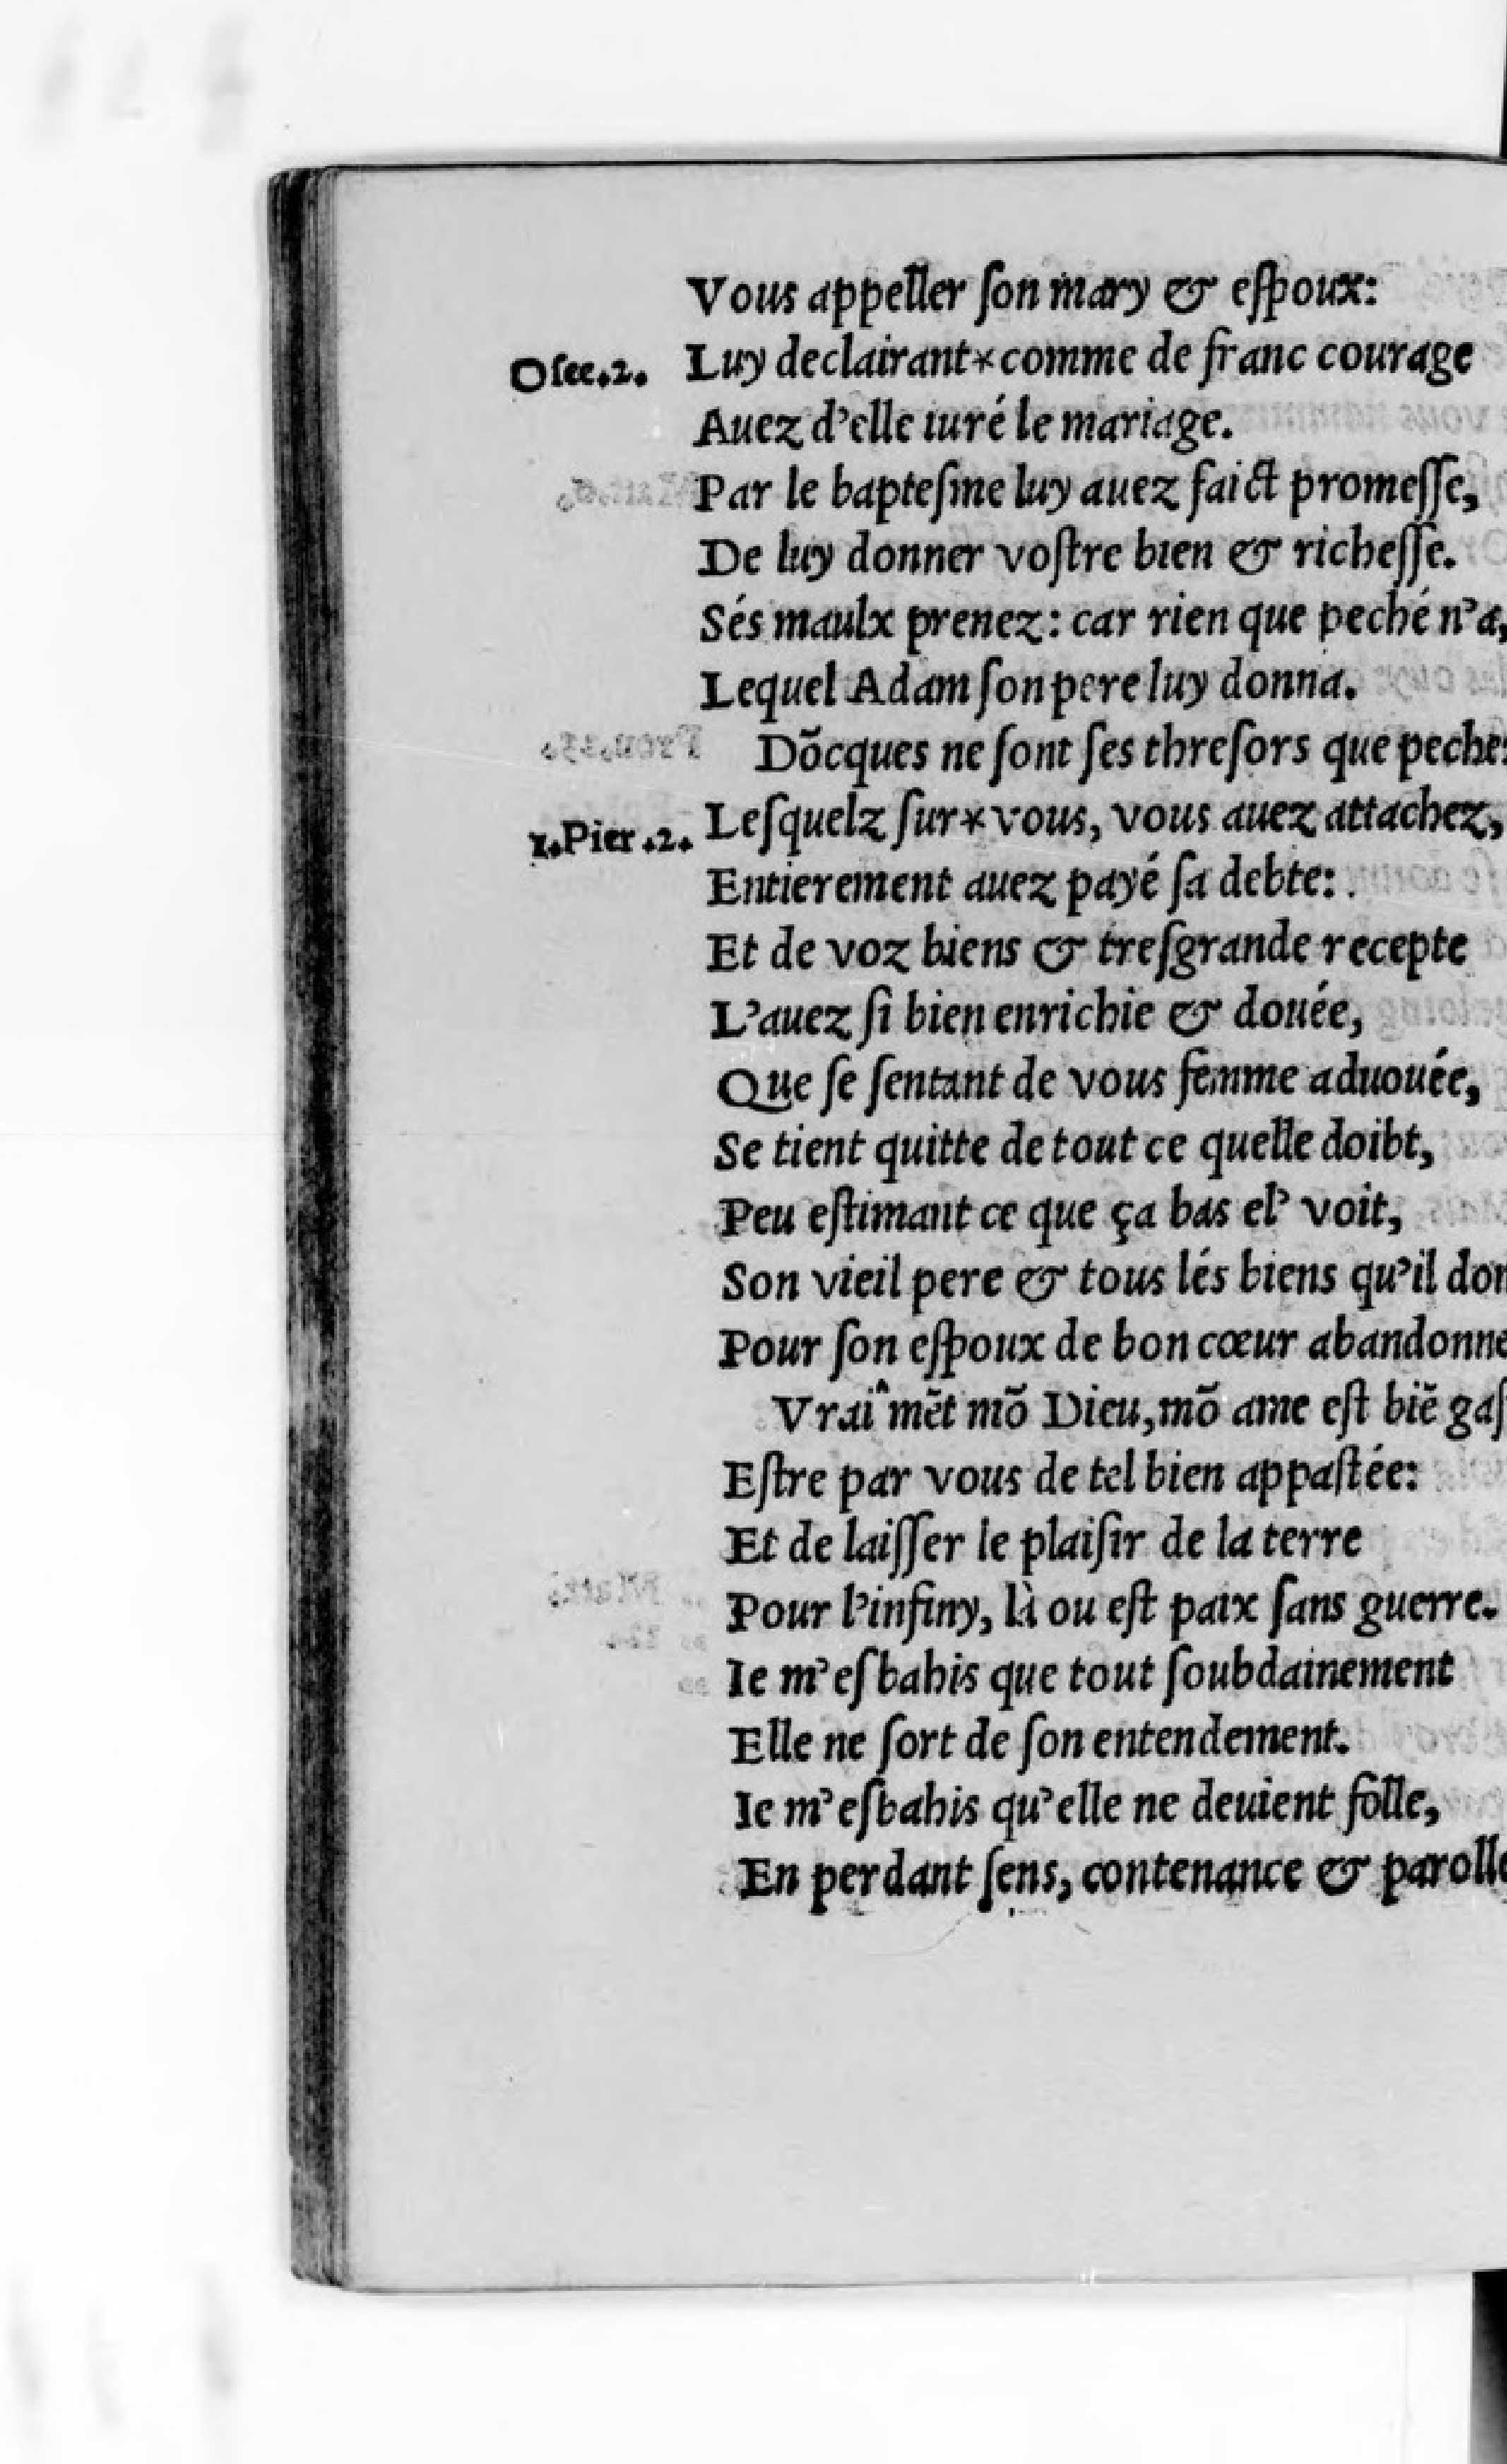 Vous appeller ſon mary & eſpoux:
Oſee.2. Luy declairant*comme de franc courage
Auez d'elle iuré le mariage.
Par le bapteſme luy auez faict promeſſe,
De luy donner voſtre bien & richeſſe.
Sés maulx prenez: car rien que peché n'a,
Lequel Adam ſon pere luy donna.
Dõcques ne ſont ſes threſors que peche
1.Pier.2. Leſquelz ſur*vous, vous auez attachez,
Entierement auez payé ſa debte:
Et de voz biens & treſgrande recepte
L'auez ſi bien enrichie & douée,
Que ſe ſentant de vous femme aduouée,
Se tient quitte de tout ce quelle doibt,
Peu eſtimant ce que ça bas el' voit,
Son vieil pere & tous lés biens qu'il don
Pour ſon eſpoux de bon cœur abandonne
Vraîmẽt mõ Dieu, mõ ame eſt biẽ gaſ
Eſtre par vous de tel bien appaſtée:
Et de laiſſer le plaiſir de la terre
Pour l'infiny, là ou eſt paix ſans guerre.
Ie m'eſbahis que tout ſoubdainement
Elle ne ſort de ſon entendement.
Ie m'eſbahis qu'elle ne deuient folle,
En perdant ſens, contenance & parolle